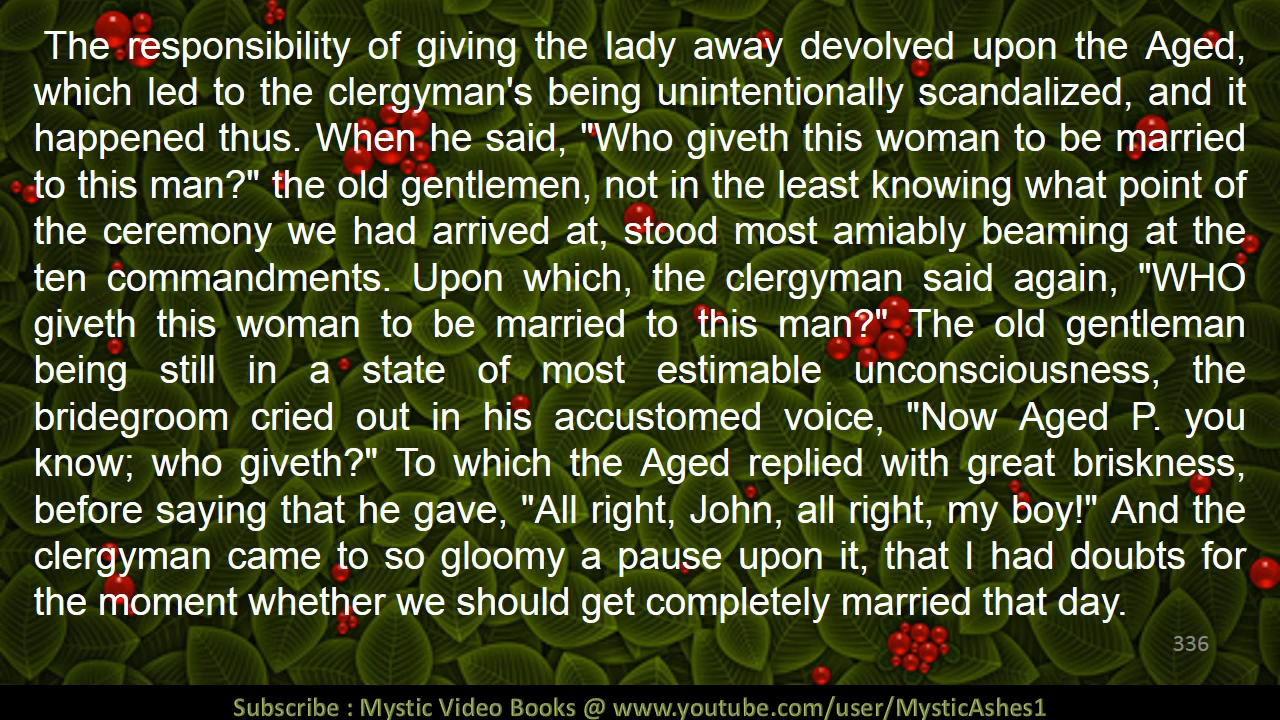 The responsibility of giving the lady away devolved upon the Aged,
which led to the clergyman's being unintentionally scandalized, and it
happened thus. When he said, "Who giveth this woman to be married
to this man?" the old gentlemen, not in the least knowing what point of
the ceremony we had arrived at, stood most amiably beaming at the
ten commandments. Upon which, the clergyman said again, "WHO
giveth this woman to be married to this man?" The old gentleman
being still in a state of most estimable unconsciousness, the
bridegroom cried out in his accustomed voice, "Now Aged P. you
know; who giveth?" To which the Aged replied with great briskness,
before saying that he gave, "All right, John, all right, my boy!" And the
clergyman came to so gloomy a pause upon it, that I had doubts for
the moment whether we should get completely married that day.
336
Subscribe : Mystic Video Books @ www.youtube.com/user/MysticAshes1